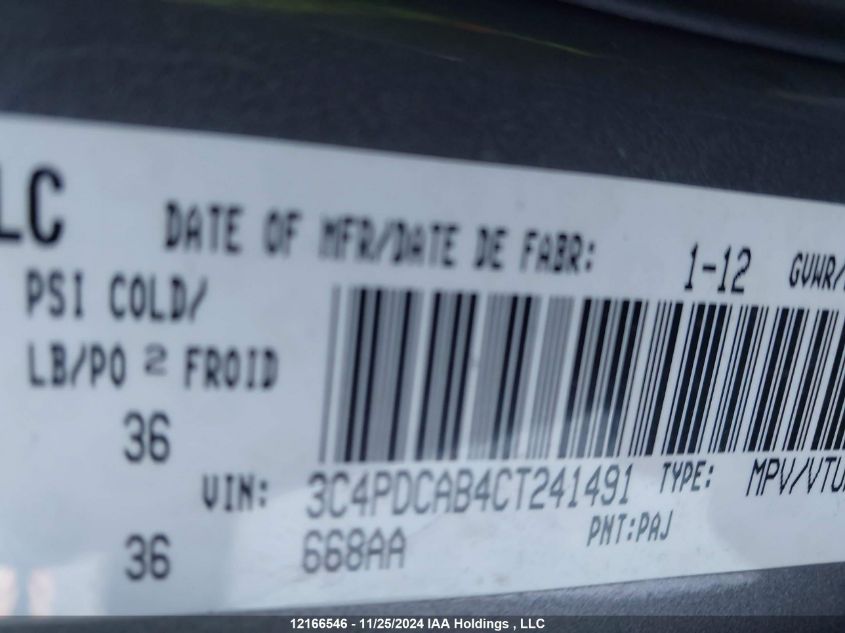 LC
DATE OF MFR/DATE DE FABR: 1-12 GVWR/
PSI COLD/
LB/PO 2 FROID
36
VIN: 3C4PDCAB4CT241491 TYPE: MPV/VTU
36 668AA PNT:PAJ
12166546 - 11/25/2024 IAA Holdings , LLC